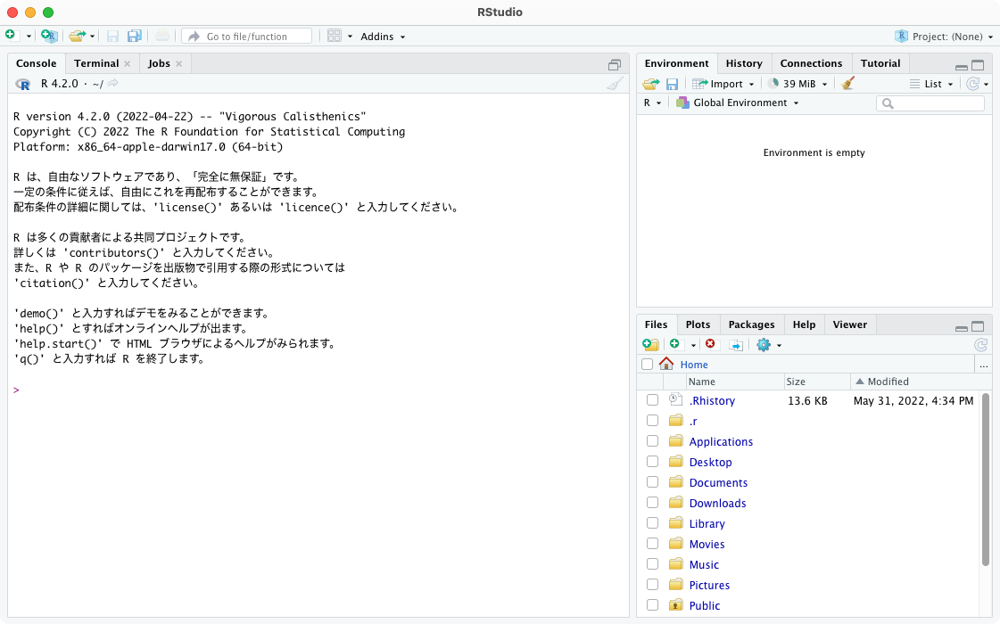 RStudio
Go to file/function
Addins
Project: (None)
Console Terminal Jobs
R 4.2.0 · ~/
R version 4.2.0 (2022-04-22) -- "Vigorous Calisthenics"
Copyright (C) 2022 The R Foundation for Statistical Computing
Platform: x86_64-apple-darwin17.0 (64-bit)
R は、自由なソフトウェアであり、「完全に無保証」です。
一定の条件に従えば、自由にこれを再配布することができます。
配布条件の詳細に関しては、'license()' あるいは 'licence()' と入力してください。
R は多くの貢献者による共同プロジェクトです。
詳しくは 'contributors()' と入力してください。
また、R や R のパッケージを出版物で引用する際の形式については
'citation()' と入力してください。
'demo()' と入力すればデモをみることができます。
'help()' とすればオンラインヘルプが出ます。
'help.start()' で HTML ブラウザによるヘルプがみられます。
'q()' と入力すれば R を終了します。
>
Environment History Connections Tutorial
Import 39 MiB List
R Global Environment
Environment is empty
Files Plots Packages Help Viewer
Home ...
Name Size Modified
.Rhistory 13.6 KB May 31, 2022, 4:34 PM
.r
Applications
Desktop
Documents
Downloads
Library
Movies
Music
Pictures
Public